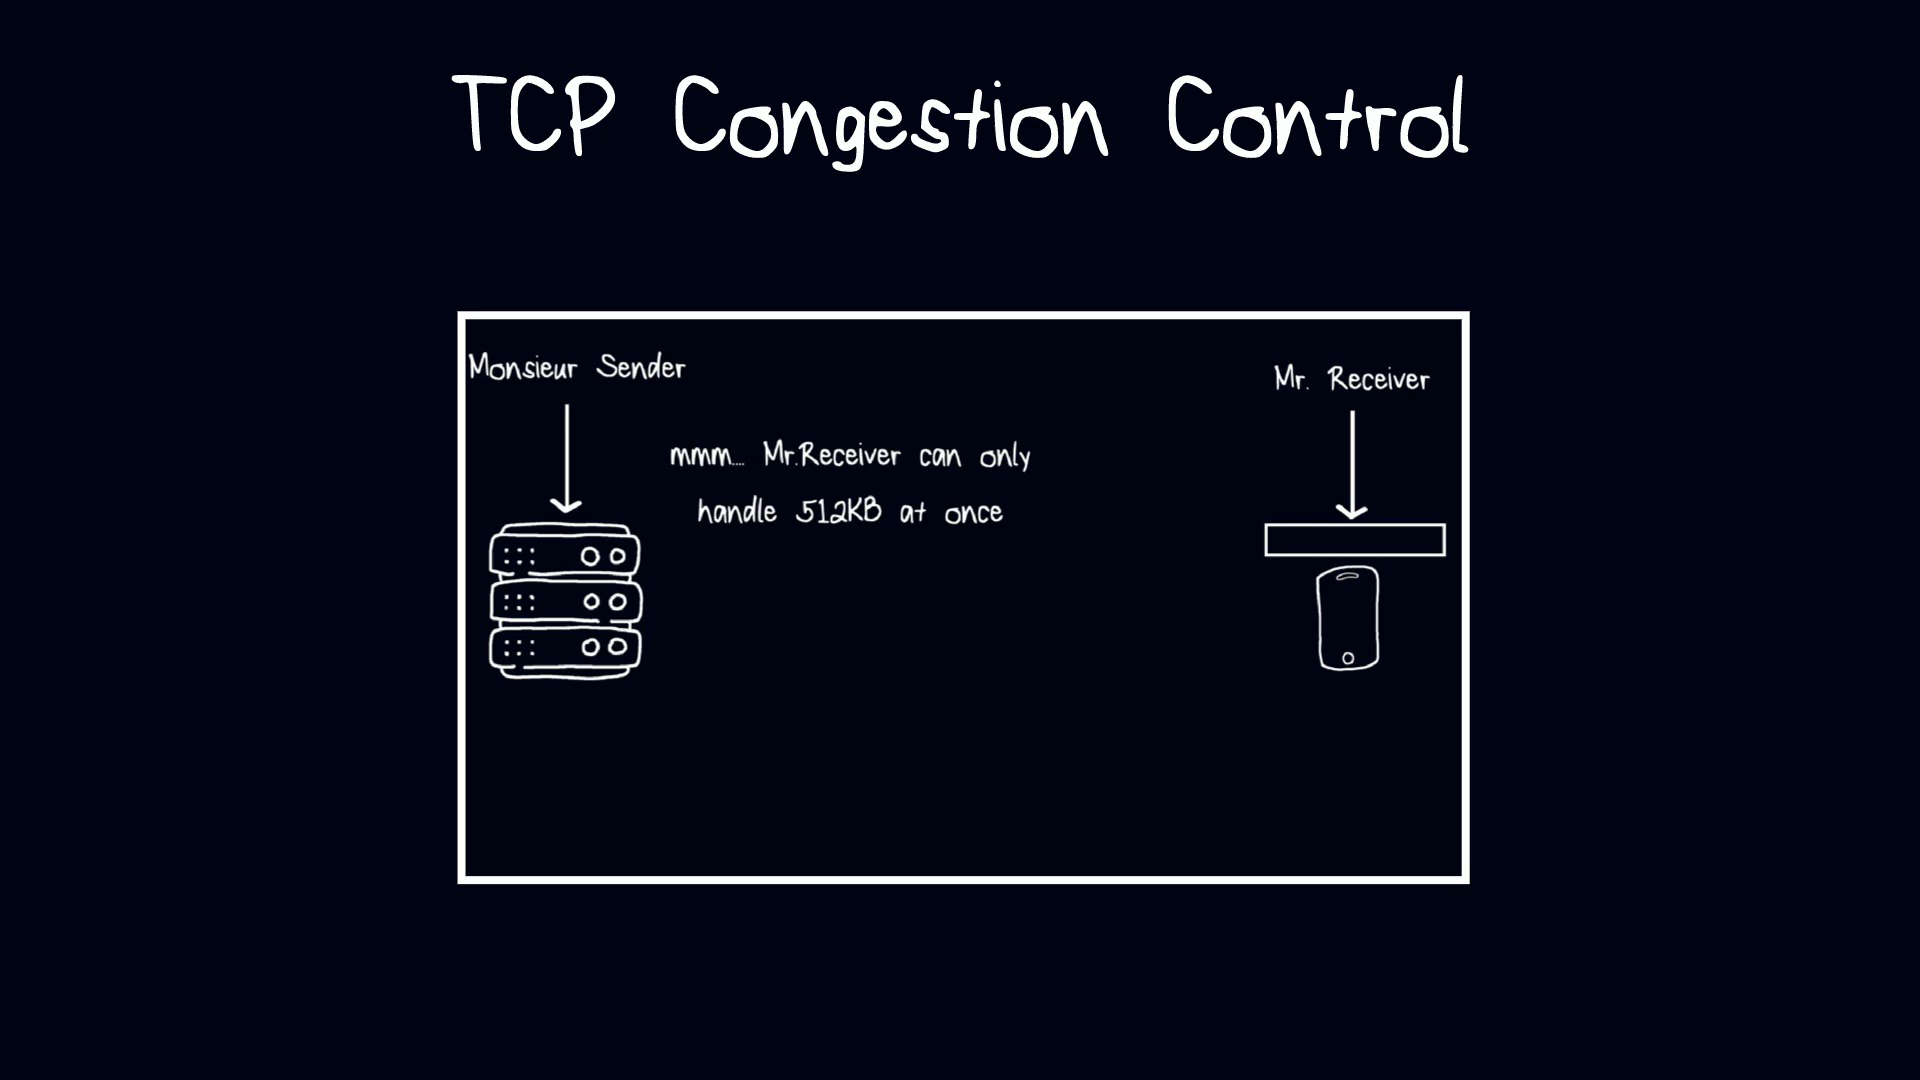 TCP Congestion Control
Monsieur Sender
Mr. Receiver
mmm.... Mr.Receiver can only
handle 512KB at once